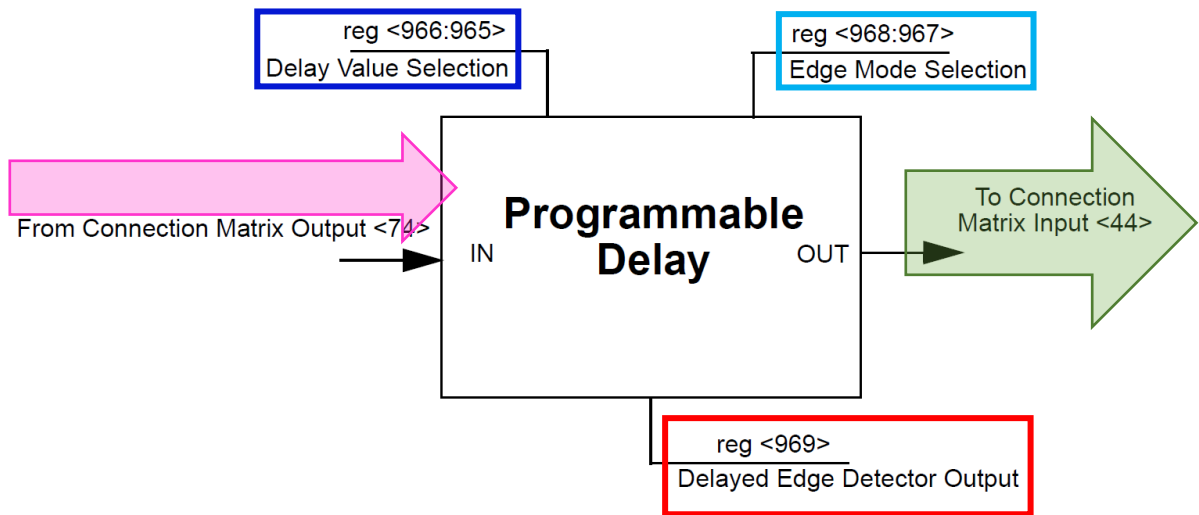 reg <966:965>
Delay Value Selection
reg <968:967>
Edge Mode Selection
From Connection Matrix Output <74>
IN
Programmable
Delay
OUT
To Connection
Matrix Input <44>
reg <969>
Delayed Edge Detector Output